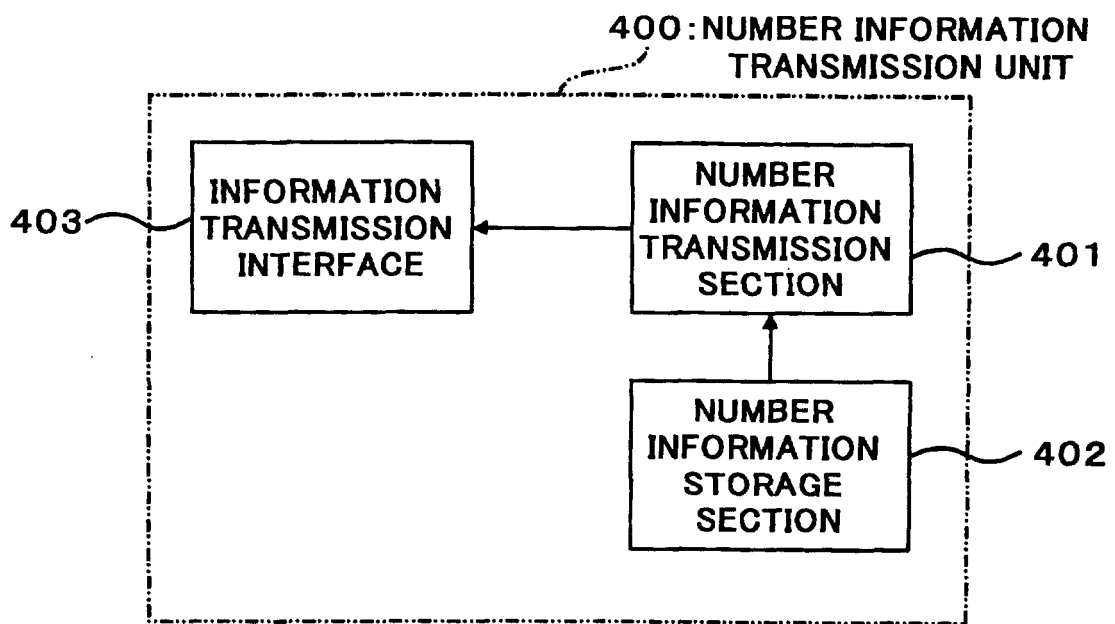 400:NUMBER INFORMATION
TRANSMISSION UNIT
INFORMATION
TRANSMISSION
INTERFACE
403
NUMBER
INFORMATION
TRANSMISSION
SECTION
401
NUMBER
INFORMATION
STORAGE
SECTION
402